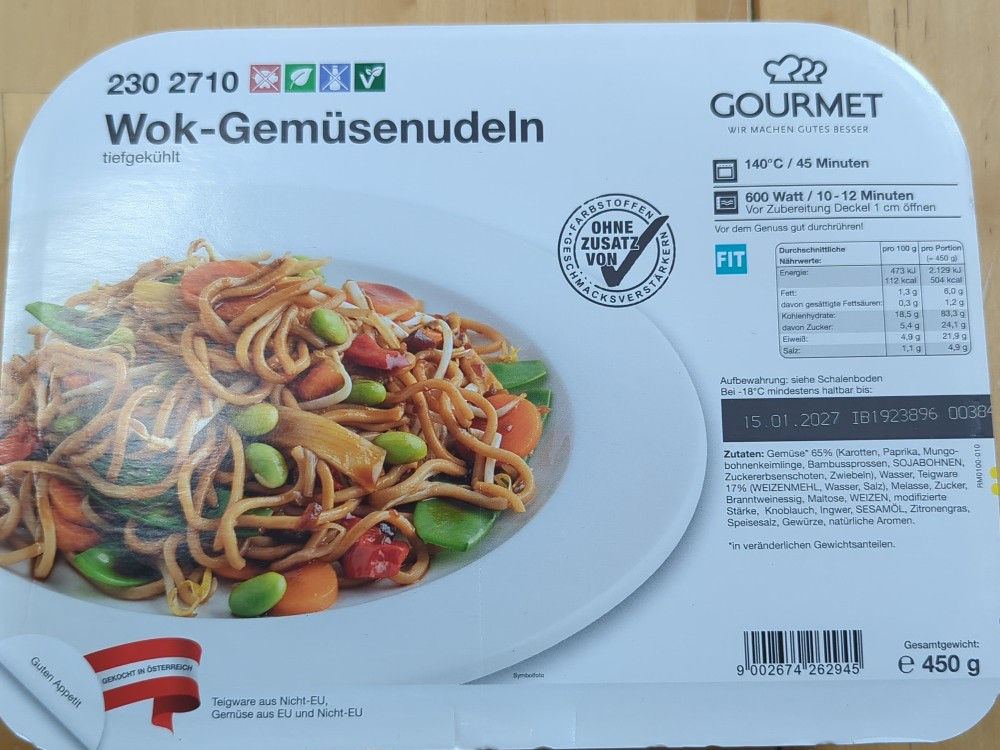 230 2710
Wok-Gemüsenudeln
tiefgekühlt
GOURMET
WIR MACHEN GUTES BESSER
140°C / 45 Minuten
600 Watt / 10-12 Minuten
Vor Zubereitung Deckel 1 cm öffnen
Vor dem Genuss gut durchrühren!
FARBSTOFFEN
OHNE
ZUSATZ
VON
GESCHMACKSVERSTÄRKERN
FIT
Durchschnittliche Nährwerte: pro 100 g pro Portion (= 450 g)
Energie: 473 kJ 2.129 kJ
112 kcal 504 kcal
Fett: 1,3 g 6,0 g
davon gesättigte Fettsäuren: 0,3 g 1,2 g
Kohlenhydrate: 18,5 g 83,3 g
davon Zucker: 5,4 g 24,1 g
Eiweiß: 4,9 g 21,9 g
Salz: 1,1 g 4,9 g
Aufbewahrung: siehe Schalenboden
Bei -18°C mindestens haltbar bis:
15.01.2027 IB1923896 00384
Zutaten: Gemüse* 65% (Karotten, Paprika, Mungo-
bohnenkeimlinge, Bambussprossen, SOJABOHNEN,
Zuckererbsenschoten, Zwiebeln), Wasser, Teigware
17% (WEIZENMEHL, Wasser, Salz), Melasse, Zucker,
Branntweinessig, Maltose, WEIZEN, modifizierte
Stärke, Knoblauch, Ingwer, SESAMÖL, Zitronengras,
Speisesalz, Gewürze, natürliche Aromen.
*in veränderlichen Gewichtsanteilen.
RM0100-010
Guten Appetit
GEKOCHT IN ÖSTERREICH
Teigware aus Nicht-EU,
Gemüse aus EU und Nicht-EU
Symbolfoto
9 002674 262945
Gesamtgewicht:
e 450 g